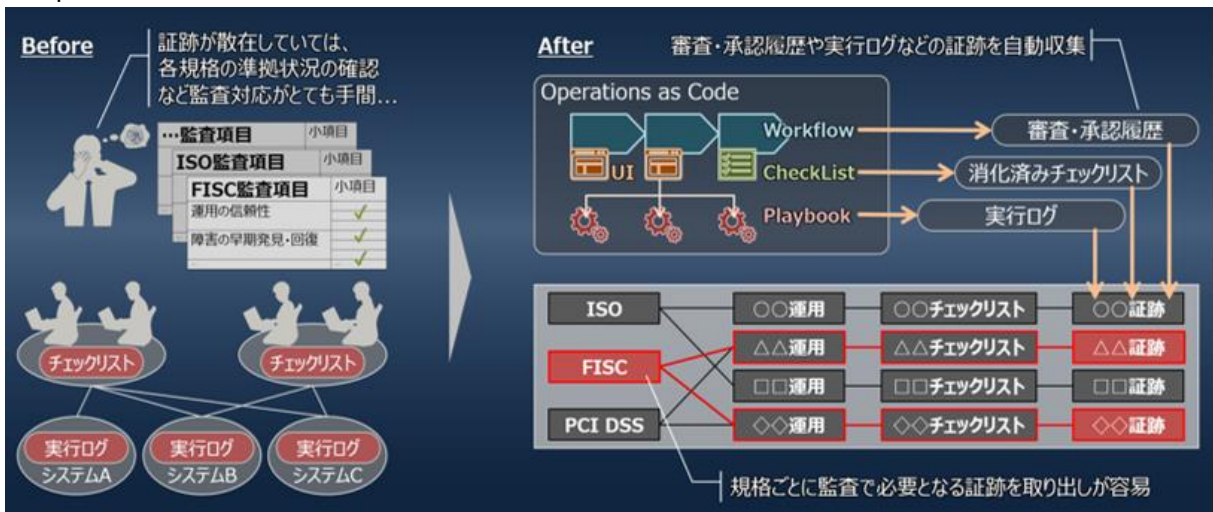 Before
証跡が散在していては、
各規格の準拠状況の確認
など監査対応がとても手間…
…監査項目
小項目
ISO監査項目
小項目
FISC監査項目
小項目
運用の信頼性
障害の早期発見・回復
…
チェックリスト
チェックリスト
実行ログ
システムA
実行ログ
システムB
実行ログ
システムC
After
審査・承認履歴や実行ログなどの証跡を自動収集
Operations as Code
Workflow
審査・承認履歴
UI
CheckList
消化済みチェックリスト
Playbook
実行ログ
ISO
○○運用
○○チェックリスト
○○証跡
FISC
△△運用
△△チェックリスト
△△証跡
□□運用
□□チェックリスト
□□証跡
PCI DSS
◇◇運用
◇◇チェックリスト
◇◇証跡
規格ごとに監査で必要となる証跡を取り出しが容易